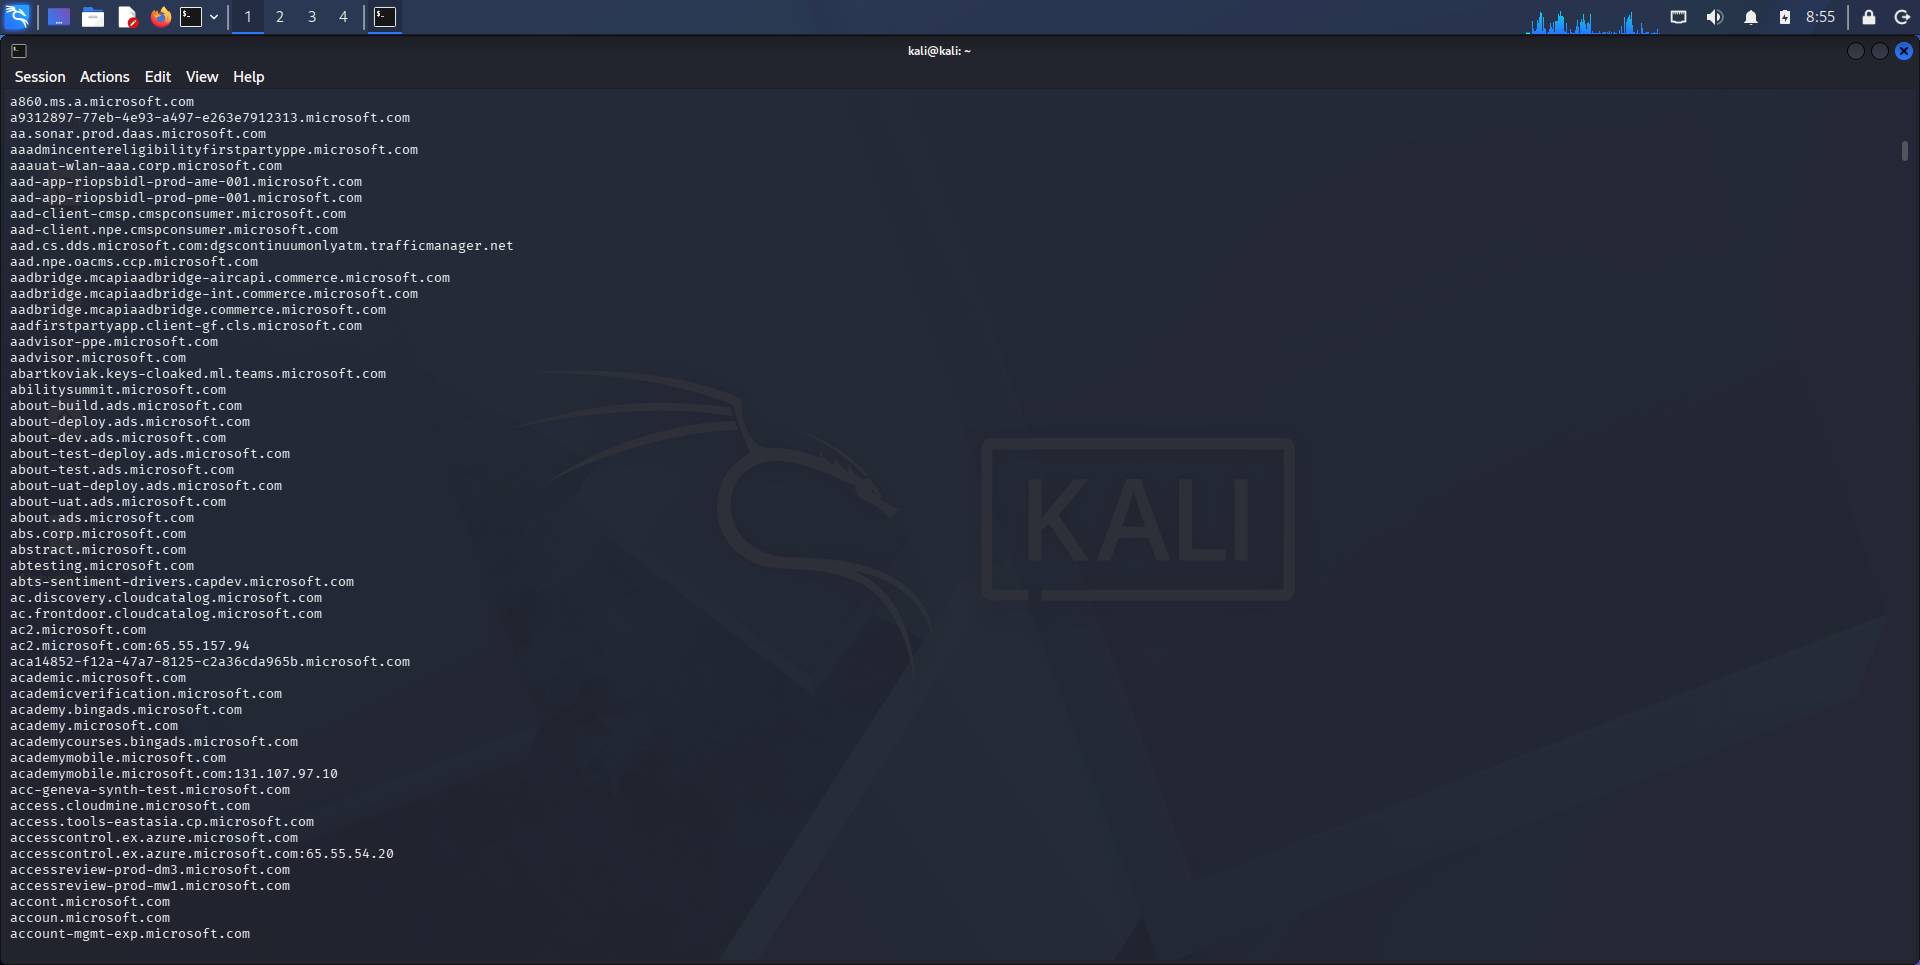 1 2 3 4 8:55
kali@kali: ~
Session Actions Edit View Help
a860.ms.a.microsoft.com
a9312897-77eb-4e93-a497-e263e7912313.microsoft.com
aa.sonar.prod.daas.microsoft.com
aaadmincentereligibilityfirstpartyppe.microsoft.com
aaauat-wlan-aaa.corp.microsoft.com
aad-app-riopsbidl-prod-ame-001.microsoft.com
aad-app-riopsbidl-prod-pme-001.microsoft.com
aad-client-cmsp.cmspconsumer.microsoft.com
aad-client.npe.cmspconsumer.microsoft.com
aad.cs.dds.microsoft.com:dgscontinuumonlyatm.trafficmanager.net
aad.npe.oacms.ccp.microsoft.com
aadbridge.mcapiaadbridge-aircapi.commerce.microsoft.com
aadbridge.mcapiaadbridge-int.commerce.microsoft.com
aadbridge.mcapiaadbridge.commerce.microsoft.com
aadfirstpartyapp.client-gf.cls.microsoft.com
aadvisor-ppe.microsoft.com
aadvisor.microsoft.com
abartkoviak.keys-cloaked.ml.teams.microsoft.com
abilitysummit.microsoft.com
about-build.ads.microsoft.com
about-deploy.ads.microsoft.com
about-dev.ads.microsoft.com
about-test-deploy.ads.microsoft.com
about-test.ads.microsoft.com
about-uat-deploy.ads.microsoft.com
about-uat.ads.microsoft.com
about.ads.microsoft.com
abs.corp.microsoft.com
abstract.microsoft.com
abtesting.microsoft.com
abts-sentiment-drivers.capdev.microsoft.com
ac.discovery.cloudcatalog.microsoft.com
ac.frontdoor.cloudcatalog.microsoft.com
ac2.microsoft.com
ac2.microsoft.com:65.55.157.94
aca14852-f12a-47a7-8125-c2a36cda965b.microsoft.com
academic.microsoft.com
academicverification.microsoft.com
academy.bingads.microsoft.com
academy.microsoft.com
academycourses.bingads.microsoft.com
academymobile.microsoft.com
academymobile.microsoft.com:131.107.97.10
acc-geneva-synth-test.microsoft.com
access.cloudmine.microsoft.com
access.tools-eastasia.cp.microsoft.com
accesscontrol.ex.azure.microsoft.com
accesscontrol.ex.azure.microsoft.com:65.55.54.20
accessreview-prod-dm3.microsoft.com
accessreview-prod-mw1.microsoft.com
accont.microsoft.com
accoun.microsoft.com
account-mgmt-exp.microsoft.com
KALI